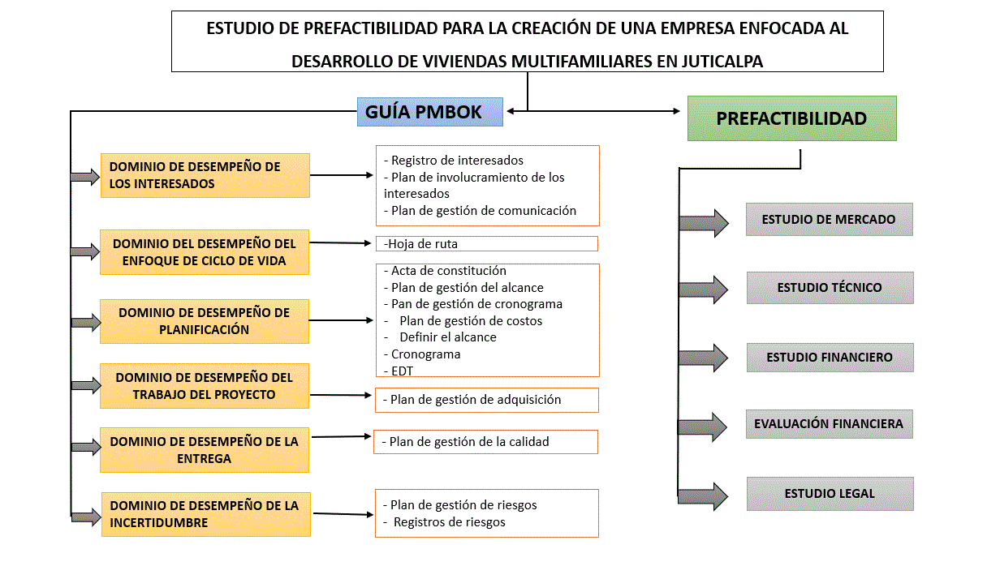 ESTUDIO DE PREFACTIBILIDAD PARA LA CREACIÓN DE UNA EMPRESA ENFOCADA AL
DESARROLLO DE VIVIENDAS MULTIFAMILIARES EN JUTICALPA
GUÍA PMBOK
DOMINIO DE DESEMPEÑO DE
LOS INTERESADOS
- Registro de interesados
- Plan de involucramiento de los
interesados
- Plan de gestión de comunicación
DOMINIO DEL DESEMPEÑO DEL
ENFOQUE DE CICLO DE VIDA
-Hoja de ruta
DOMINIO DE DESEMPEÑO DE
PLANIFICACIÓN
- Acta de constitución
- Plan de gestión del alcance
- Pan de gestión de cronograma
- Plan de gestión de costos
- Definir el alcance
- Cronograma
- EDT
DOMINIO DE DESEMPEÑO DEL
TRABAJO DEL PROYECTO
- Plan de gestión de adquisición
DOMINIO DE DESEMPEÑO DE LA
ENTREGA
- Plan de gestión de la calidad
DOMINIO DE DESEMPEÑO DE LA
INCERTIDUMBRE
- Plan de gestión de riesgos
- Registros de riesgos
PREFACTIBILIDAD
ESTUDIO DE MERCADO
ESTUDIO TÉCNICO
ESTUDIO FINANCIERO
EVALUACIÓN FINANCIERA
ESTUDIO LEGAL